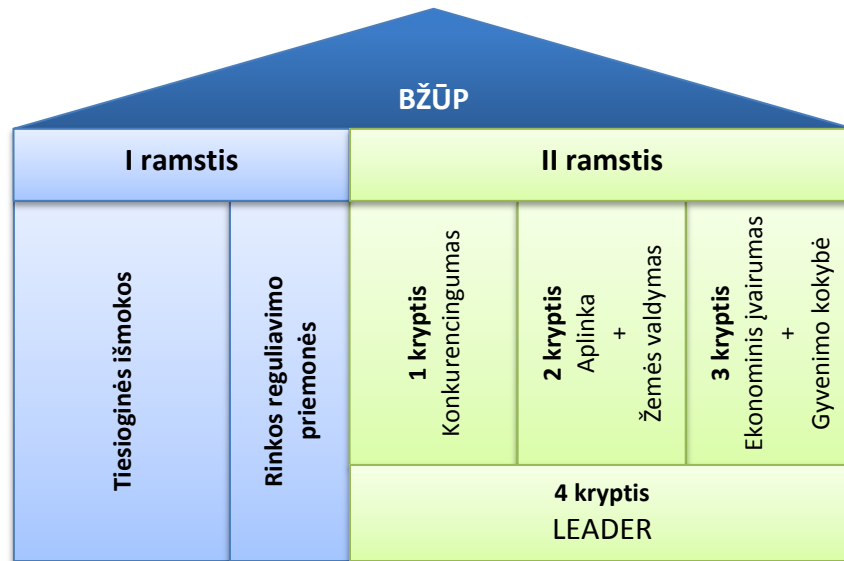 BŽŪP
I ramstis
II ramstis
Tiesioginės išmokos
Rinkos reguliavimo
priemonės
1 kryptis
Konkurencingumas
2 kryptis
Aplinka
+
Žemės valdymas
3 kryptis
Ekonominis įvairumas
+
Gyvenimo kokybė
4 kryptis
LEADER